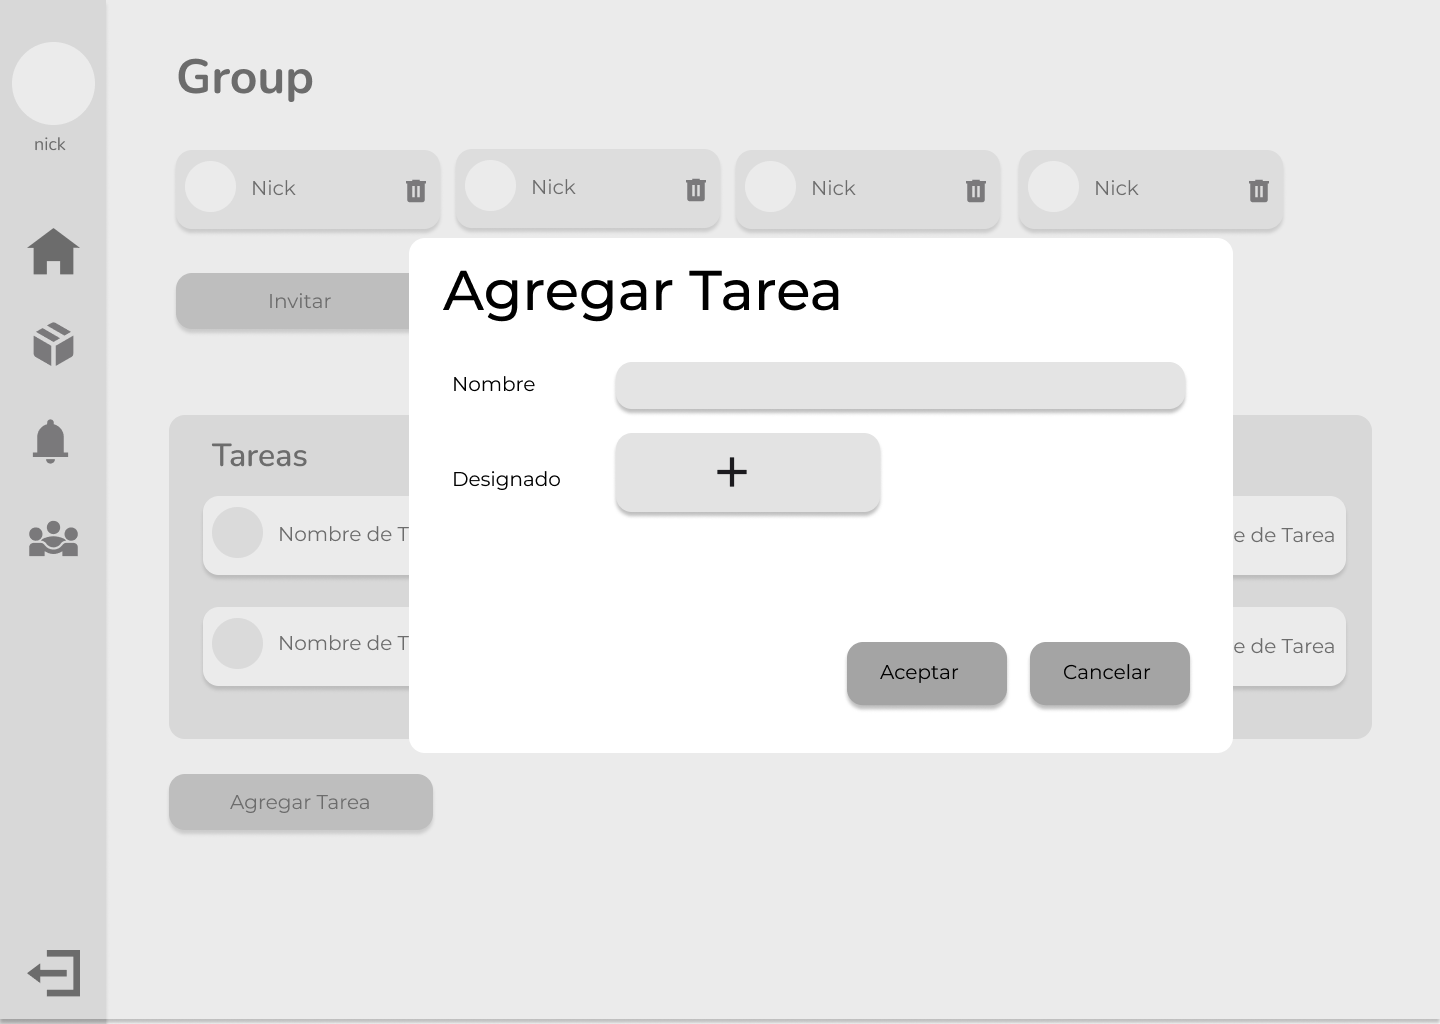 Group
nick
Nick
Nick
Nick
Nick
Invitar
Agregar Tarea
Nombre
Designado
Aceptar
Cancelar
Tareas
Nombre de T
e de Tarea
Nombre de T
e de Tarea
Agregar Tarea